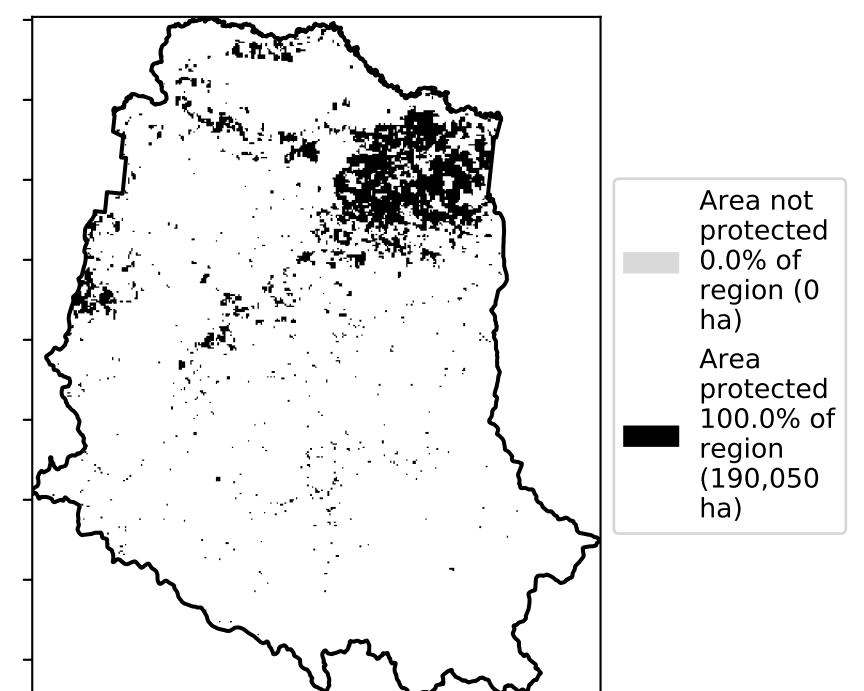 Area not
protected
0.0% of
region (0
ha)
Area
protected
100.0% of
region
(190,050
ha)